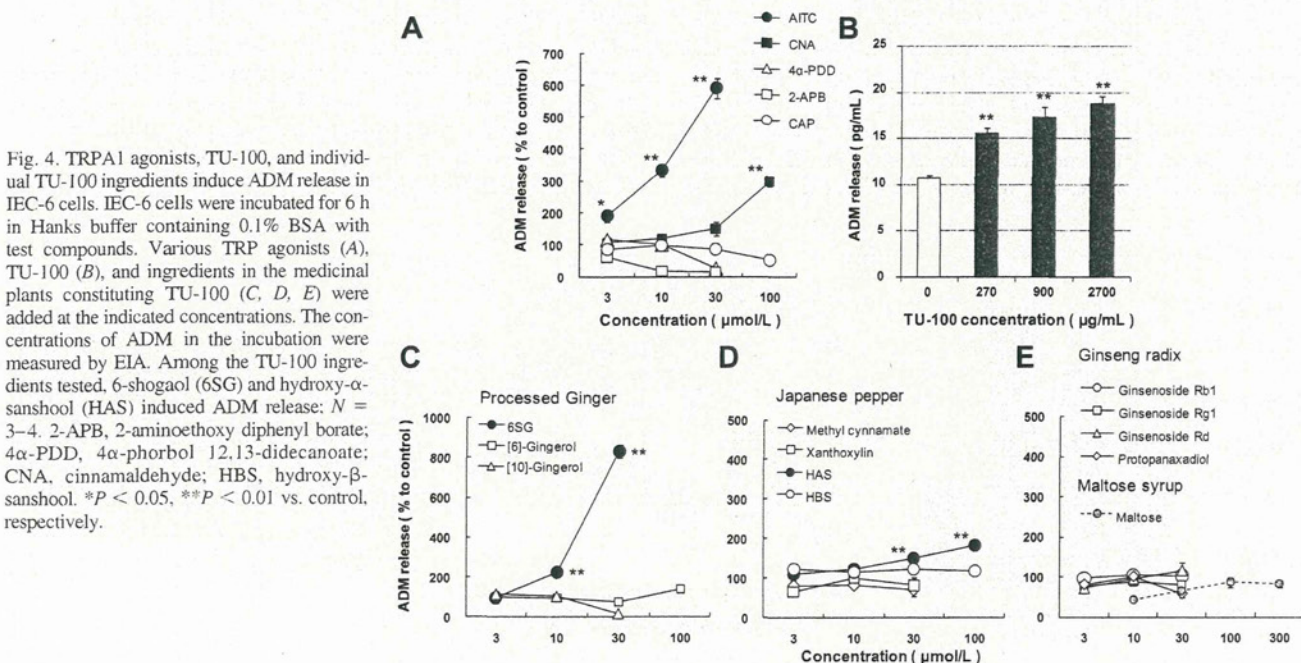 Fig. 4. TRPA1 agonists, TU-100, and individ-
ual TU-100 ingredients induce ADM release in
IEC-6 cells. IEC-6 cells were incubated for 6 h
in Hanks buffer containing 0.1% BSA with
test compounds. Various TRP agonists (A),
TU-100 (B), and ingredients in the medicinal
plants constituting TU-100 (C, D, E) were
added at the indicated concentrations. The con-
centrations of ADM in the incubation were
measured by EIA. Among the TU-100 ingre-
dients tested, 6-shogaol (6SG) and hydroxy-α-
sanshool (HAS) induced ADM release; N =
3–4. 2-APB, 2-aminoethoxy diphenyl borate;
4α-PDD, 4α-phorbol 12,13-didecanoate;
CNA, cinnamaldehyde; HBS, hydroxy-β-
sanshool. *P < 0.05, **P < 0.01 vs. control,
respectively.
A
AITC
CNA
4α-PDD
2-APB
CAP
ADM release ( % to control )
700
600
500
400
300
200
100
0
*
**
**
**
3 10 30 100
Concentration ( µmol/L )
B
ADM release ( pg/mL )
25
20
15
10
5
0
**
**
**
0 270 900 2700
TU-100 concentration ( µg/mL )
C
Processed Ginger
6SG
[6]-Gingerol
[10]-Gingerol
ADM release ( % to control )
1000
800
600
400
200
0
**
**
3 10 30 100
D
Japanese pepper
Methyl cynnamate
Xanthoxylin
HAS
HBS
500
400
300
200
100
0
**
**
3 10 30 100
Concentration ( µmol/L )
E
Ginseng radix
Ginsenoside Rb1
Ginsenoside Rg1
Ginsenoside Rd
Protopanaxadiol
Maltose syrup
Maltose
500
400
300
200
100
0
3 10 30 100 300